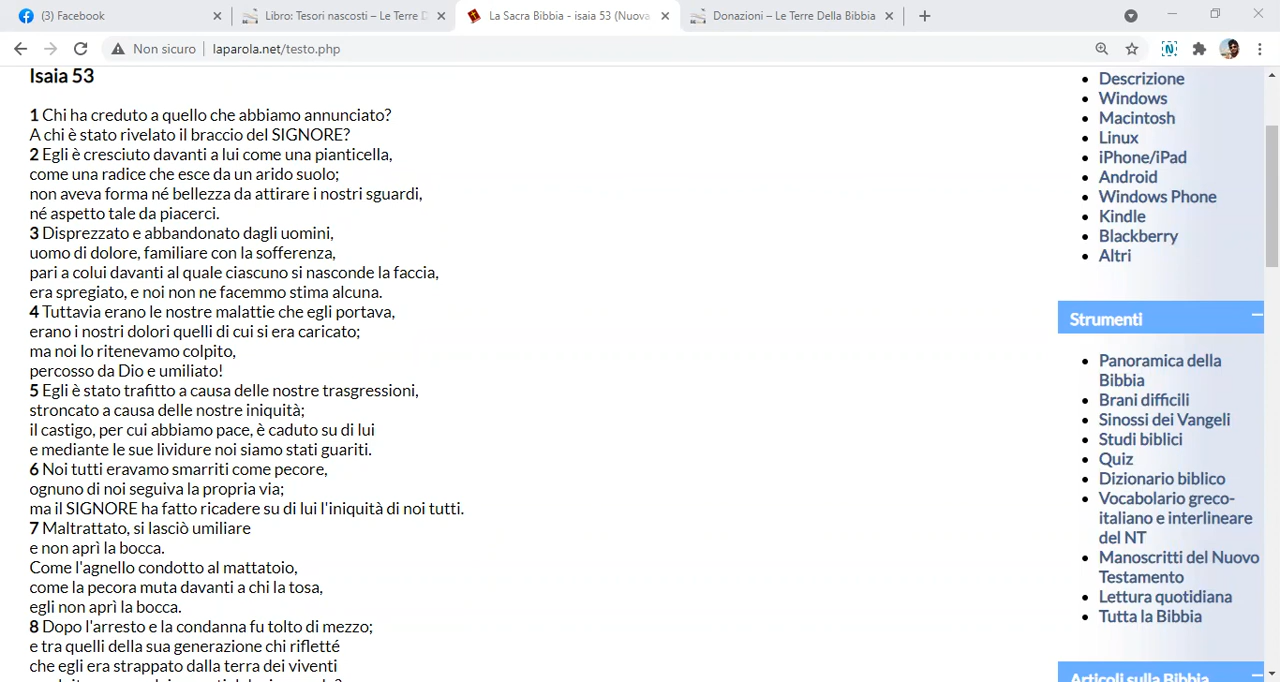 (3) Facebook
Libro: Tesori nascosti – Le Terre D
La Sacra Bibbia - isaia 53 (Nuova
Donazioni – Le Terre Della Bibbia
Non sicuro
laparola.net/testo.php
Isaia 53
1 Chi ha creduto a quello che abbiamo annunciato?
A chi è stato rivelato il braccio del SIGNORE?
2 Egli è cresciuto davanti a lui come una pianticella,
come una radice che esce da un arido suolo;
non aveva forma né bellezza da attirare i nostri sguardi,
né aspetto tale da piacerci.
3 Disprezzato e abbandonato dagli uomini,
uomo di dolore, familiare con la sofferenza,
pari a colui davanti al quale ciascuno si nasconde la faccia,
era spregiato, e noi non ne facemmo stima alcuna.
4 Tuttavia erano le nostre malattie che egli portava,
erano i nostri dolori quelli di cui si era caricato;
ma noi lo ritenevamo colpito,
percosso da Dio e umiliato!
5 Egli è stato trafitto a causa delle nostre trasgressioni,
stroncato a causa delle nostre iniquità;
il castigo, per cui abbiamo pace, è caduto su di lui
e mediante le sue lividure noi siamo stati guariti.
6 Noi tutti eravamo smarriti come pecore,
ognuno di noi seguiva la propria via;
ma il SIGNORE ha fatto ricadere su di lui l'iniquità di noi tutti.
7 Maltrattato, si lasciò umiliare
e non aprì la bocca.
Come l'agnello condotto al mattatoio,
come la pecora muta davanti a chi la tosa,
egli non aprì la bocca.
8 Dopo l'arresto e la condanna fu tolto di mezzo;
e tra quelli della sua generazione chi rifletté
che egli era strappato dalla terra dei viventi
Descrizione
Windows
Macintosh
Linux
iPhone/iPad
Android
Windows Phone
Kindle
Blackberry
Altri
Strumenti
Panoramica della
Bibbia
Brani difficili
Sinossi dei Vangeli
Studi biblici
Quiz
Dizionario biblico
Vocabolario greco-
italiano e interlineare
del NT
Manoscritti del Nuovo
Testamento
Lettura quotidiana
Tutta la Bibbia
Articoli sulla Bibbia